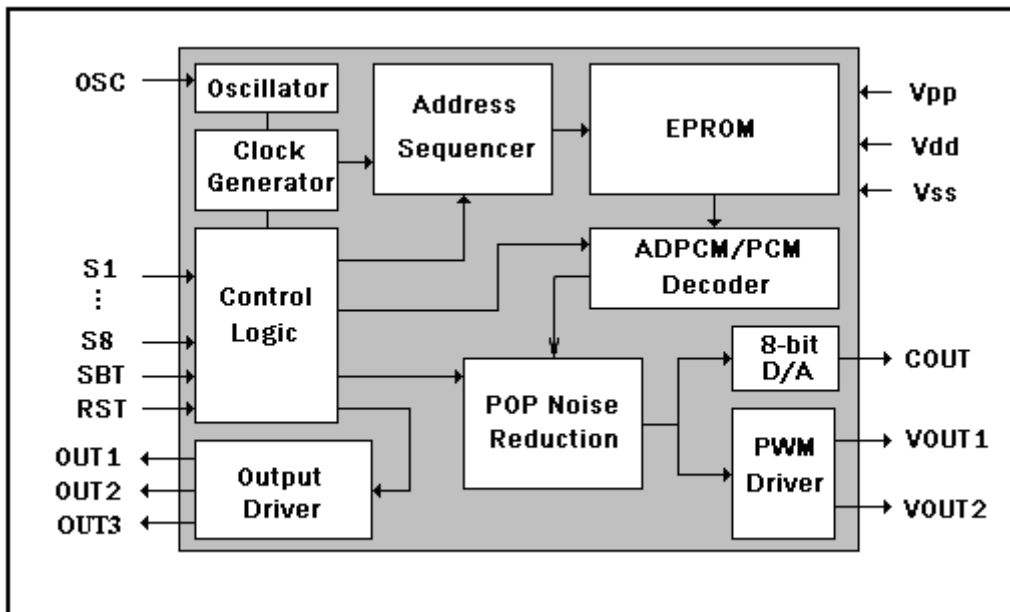 OSC
Oscillator
Clock
Generator
Address
Sequencer
EPROM
Vpp
Vdd
Vss
S1
⋮
S8
SBT
RST
Control
Logic
ADPCM/PCM
Decoder
POP Noise
Reduction
8-bit
D/A
COUT
PWM
Driver
VOUT1
VOUT2
OUT1
OUT2
OUT3
Output
Driver